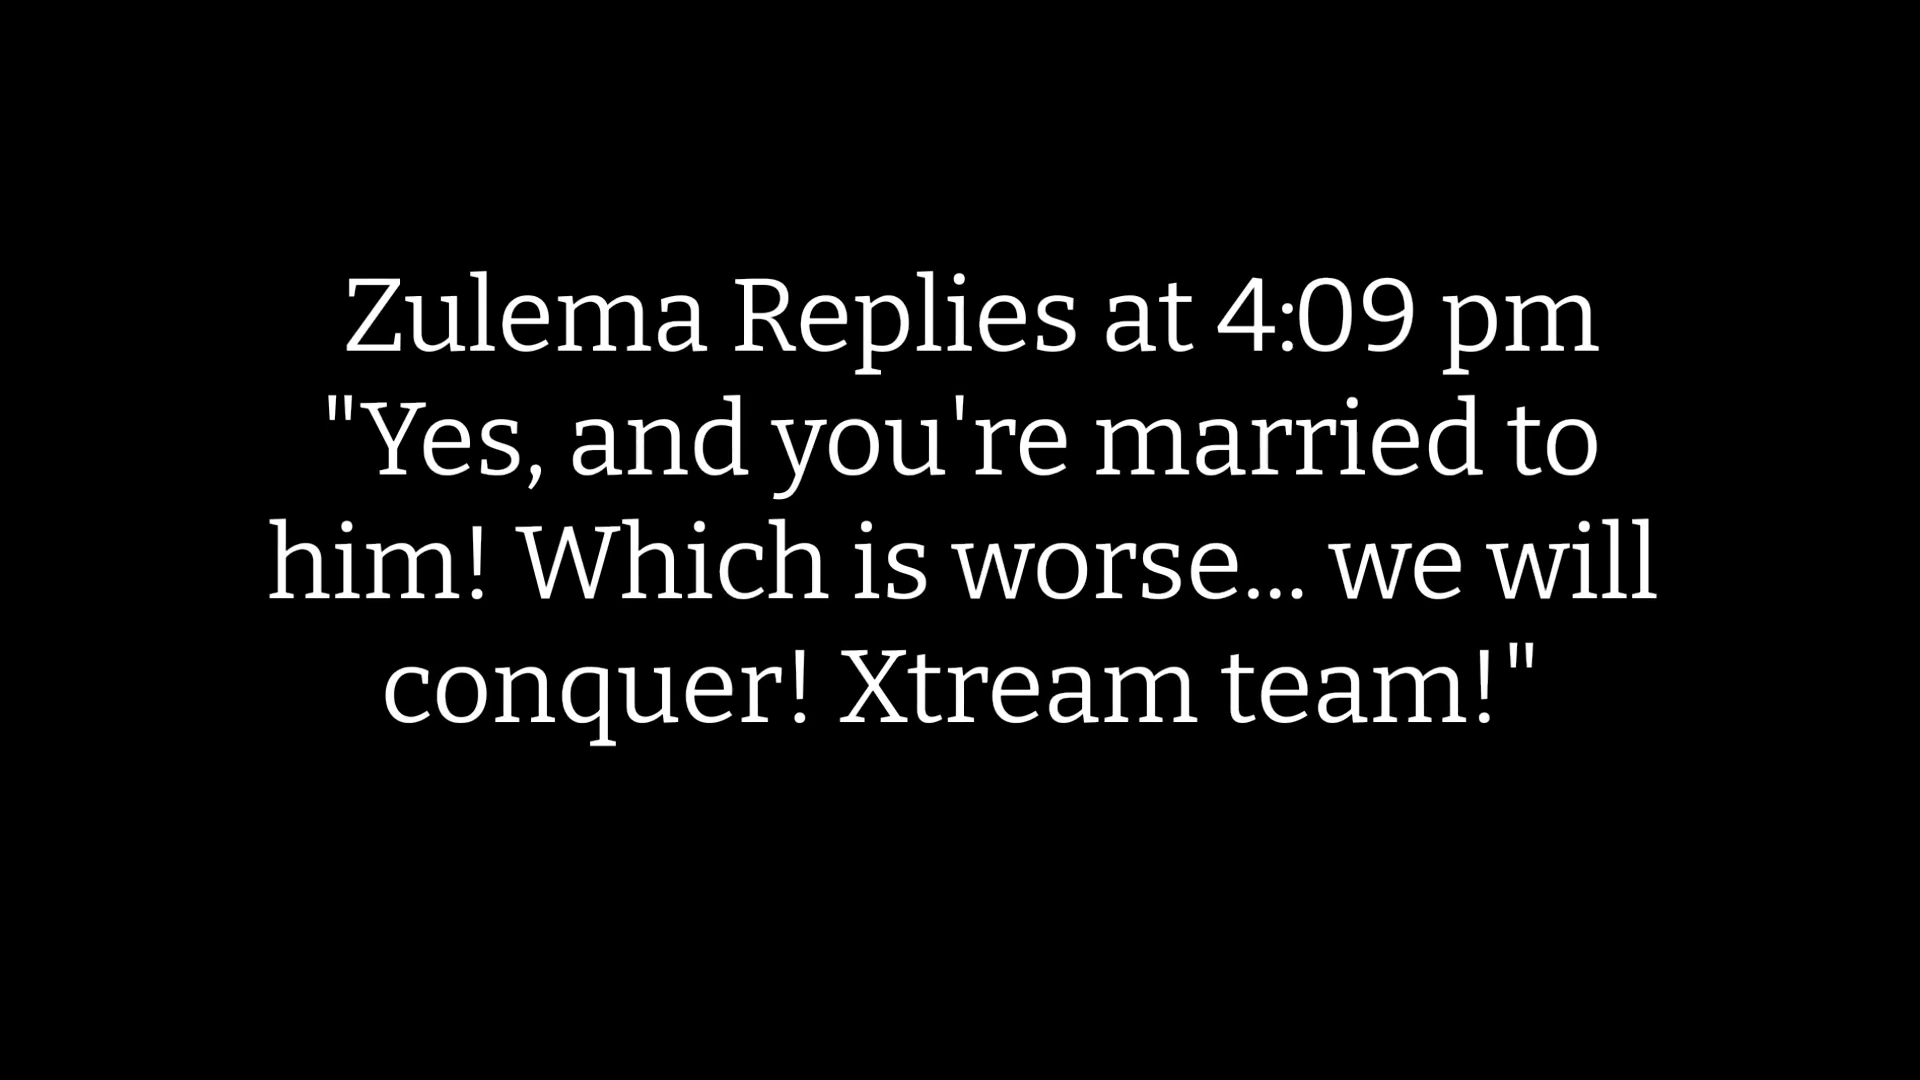 Zulema Replies at 4:09 pm
"Yes, and you're married to
him! Which is worse... we will
conquer! Xtream team!"